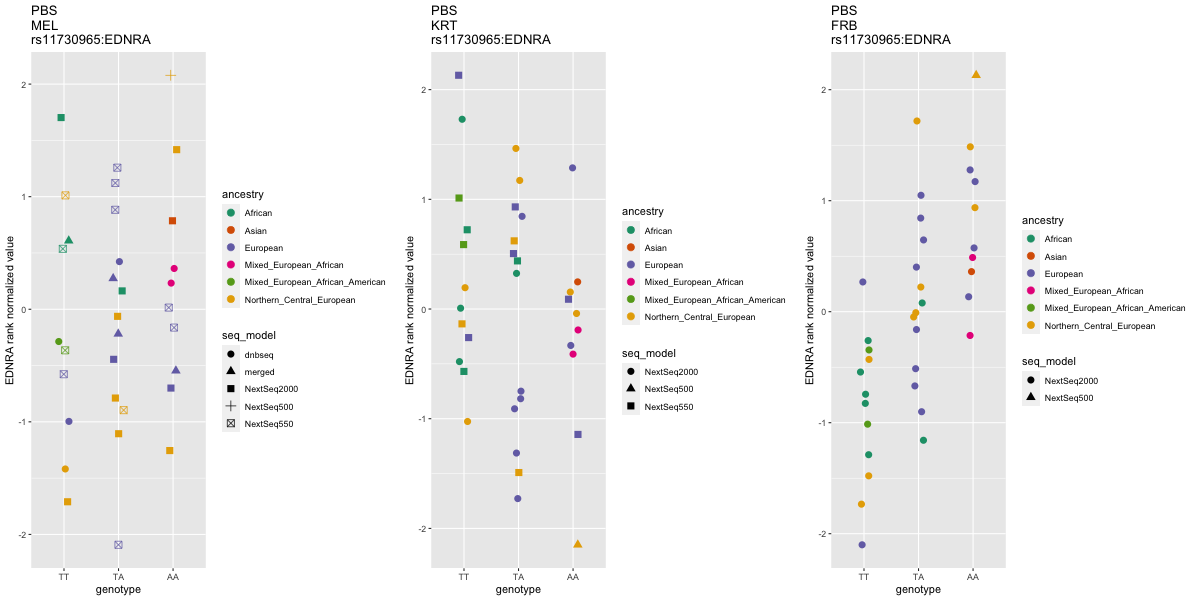 PBS
MEL
rs11730965:EDNRA
EDNRA rank normalized value
2
1
0
-1
-2
TT
TA
AA
genotype
ancestry
African
Asian
European
Mixed_European_African
Mixed_European_African_American
Northern_Central_European
seq_model
dnbseq
merged
NextSeq2000
NextSeq500
NextSeq550
PBS
KRT
rs11730965:EDNRA
EDNRA rank normalized value
2
1
0
-1
-2
TT
TA
AA
genotype
ancestry
African
Asian
European
Mixed_European_African
Mixed_European_African_American
Northern_Central_European
seq_model
NextSeq2000
NextSeq500
NextSeq550
PBS
FRB
rs11730965:EDNRA
EDNRA rank normalized value
2
1
0
-1
-2
TT
TA
AA
genotype
ancestry
African
Asian
European
Mixed_European_African
Mixed_European_African_American
Northern_Central_European
seq_model
NextSeq2000
NextSeq500